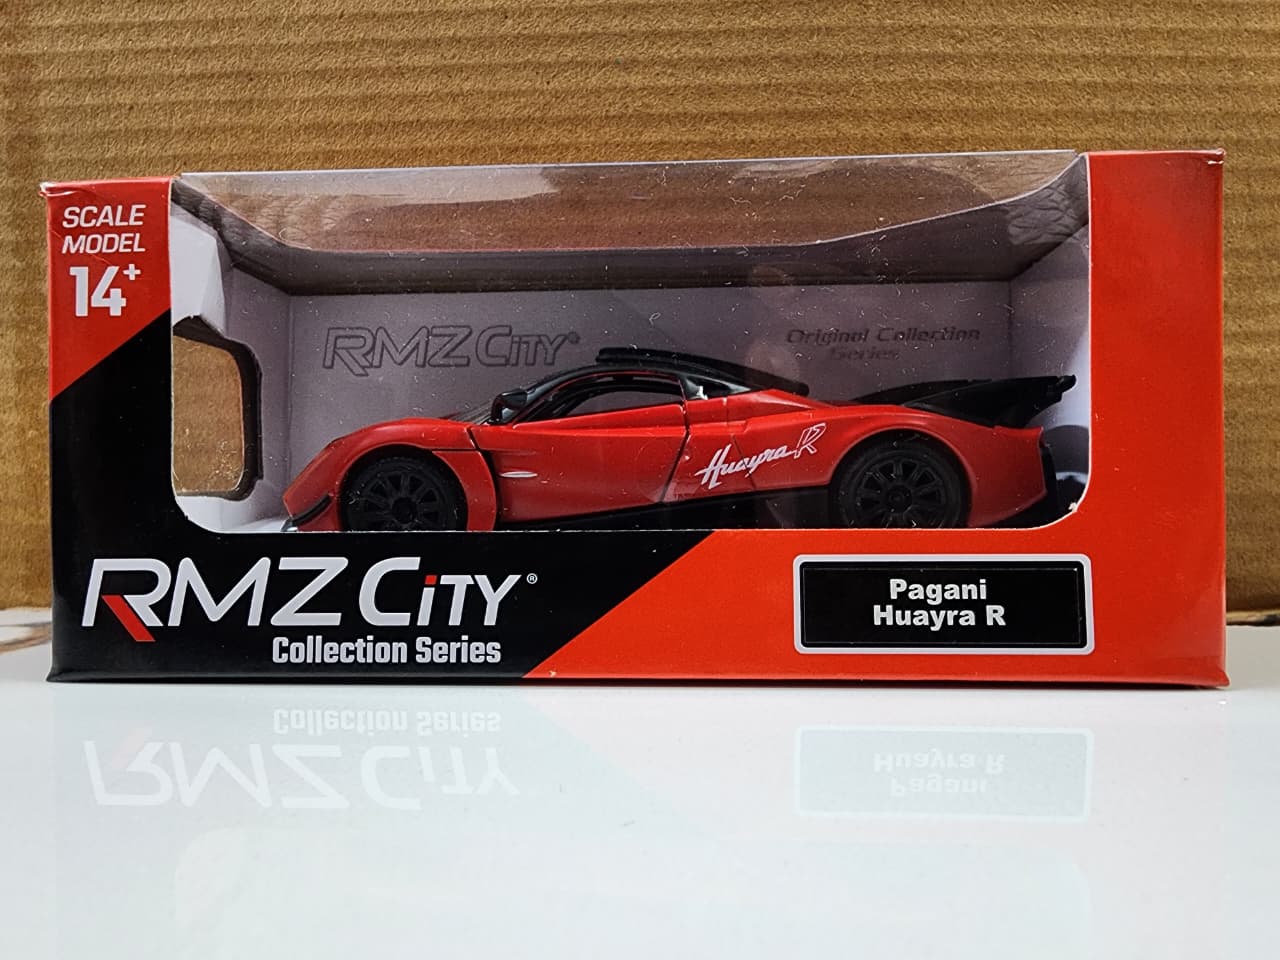 SCALE
MODEL
14+
RMZ CiTY®
Original Collection
Series
Huayra R
RMZ CiTY®
Collection Series
Pagani
Huayra R